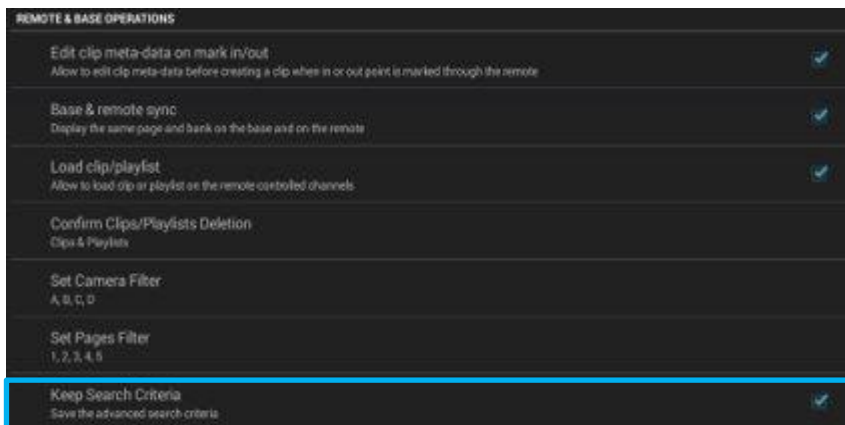 REMOTE & BASE OPERATIONS
Edit clip meta-data on mark in/out
Allow to edit clip meta-data before creating a clip when in or out point is marked through the remote
Base & remote sync
Display the same page and bank on the base and on the remote
Load clip/playlist
Allow to load clip or playlist on the remote controlled channels
Confirm Clips/Playlists Deletion
Clips & Playlists
Set Camera Filter
A, B, C, D
Set Pages Filter
1, 2, 3, 4, 5
Keep Search Criteria
Save the advanced search criteria